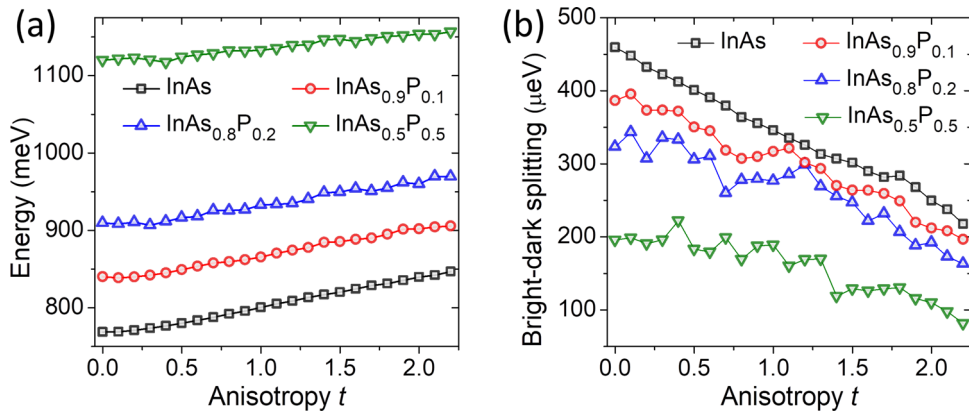 (a)
1100
1000
900
800
Energy (meV)
InAs
InAs0.9P0.1
InAs0.8P0.2
InAs0.5P0.5
0.0 0.5 1.0 1.5 2.0
Anisotropy t
(b)
500
400
300
200
100
Bright-dark splitting (μeV)
InAs
InAs0.9P0.1
InAs0.8P0.2
InAs0.5P0.5
0.0 0.5 1.0 1.5 2.0
Anisotropy t